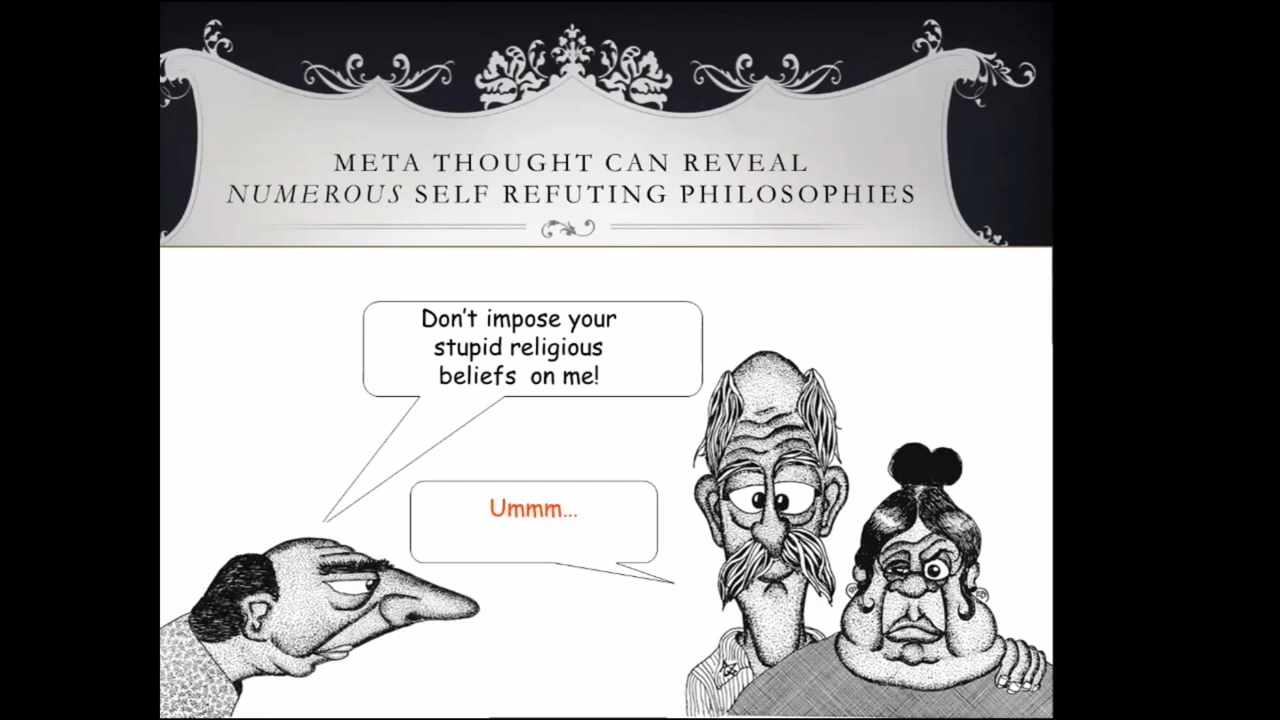 META THOUGHT CAN REVEAL
NUMEROUS SELF REFUTING PHILOSOPHIES
Don't impose your
stupid religious
beliefs on me!
Ummm...